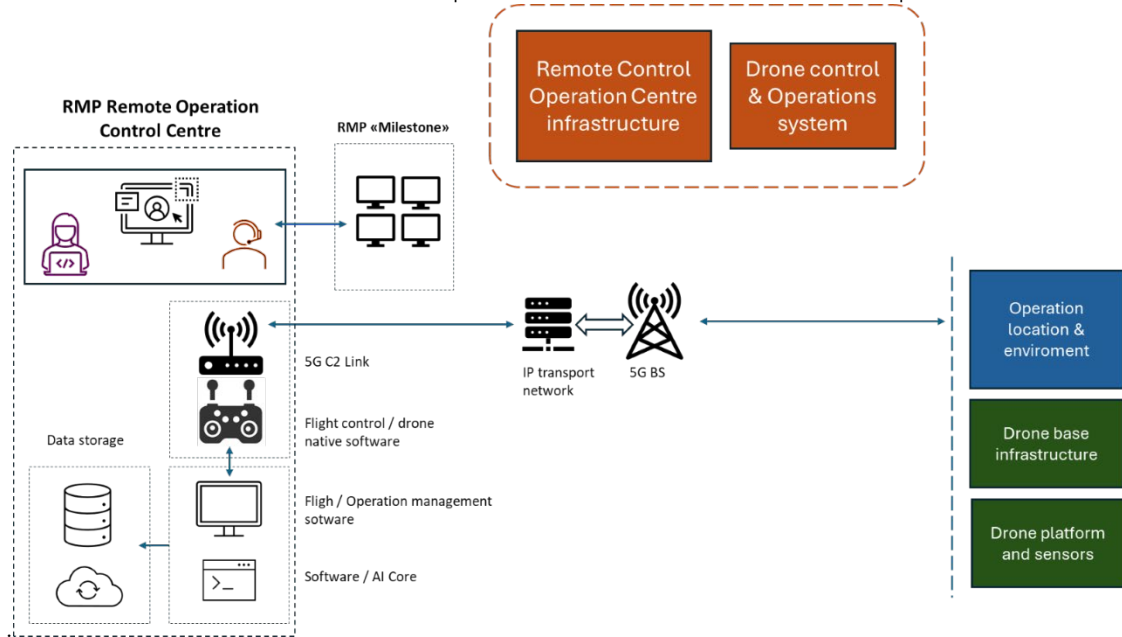 Remote Control
Operation Centre
infrastructure
Drone control
& Operations
system
RMP Remote Operation
Control Centre
RMP «Milestone»
</>
5G C2 Link
IP transport
network
5G BS
Operation
location &
enviroment
Flight control / drone
native software
Data storage
Drone base
infrastructure
Fligh / Operation management
sotware
Drone platform
and sensors
Software / AI Core
>_